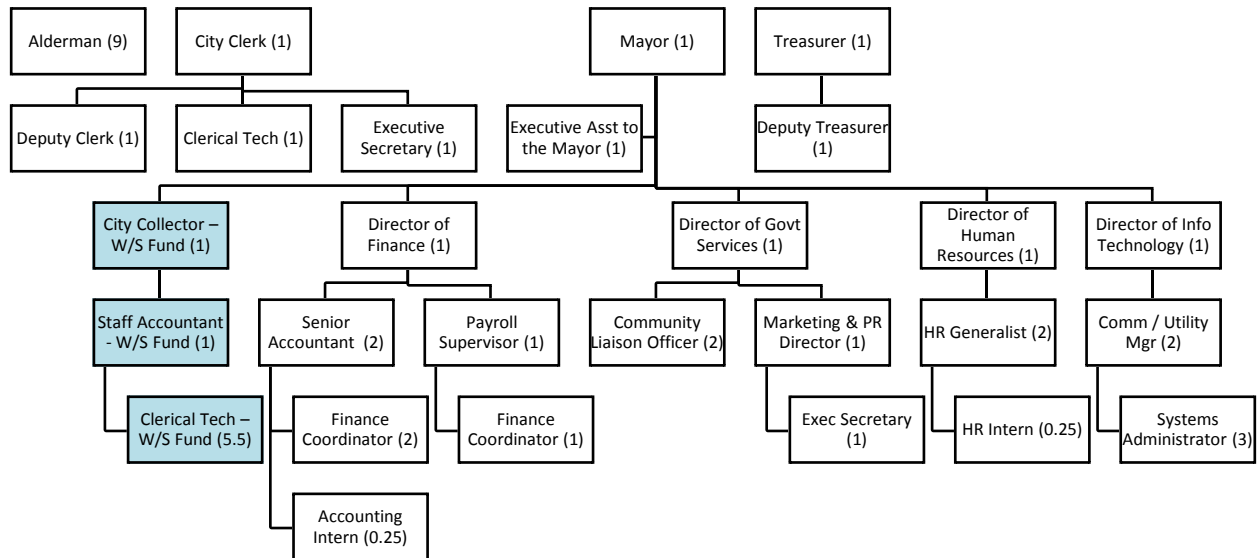 Alderman (9)
City Clerk (1)
Mayor (1)
Treasurer (1)
Deputy Clerk (1)
Clerical Tech (1)
Executive
Secretary (1)
Executive Asst to
the Mayor (1)
Deputy Treasurer
(1)
City Collector –
W/S Fund (1)
Director of
Finance (1)
Director of Govt
Services (1)
Director of
Human
Resources (1)
Director of Info
Technology (1)
Staff Accountant
- W/S Fund (1)
Senior
Accountant (2)
Payroll
Supervisor (1)
Community
Liaison Officer (2)
Marketing & PR
Director (1)
HR Generalist (2)
Comm / Utility
Mgr (2)
Clerical Tech –
W/S Fund (5.5)
Finance
Coordinator (2)
Finance
Coordinator (1)
Exec Secretary
(1)
HR Intern (0.25)
Systems
Administrator (3)
Accounting
Intern (0.25)